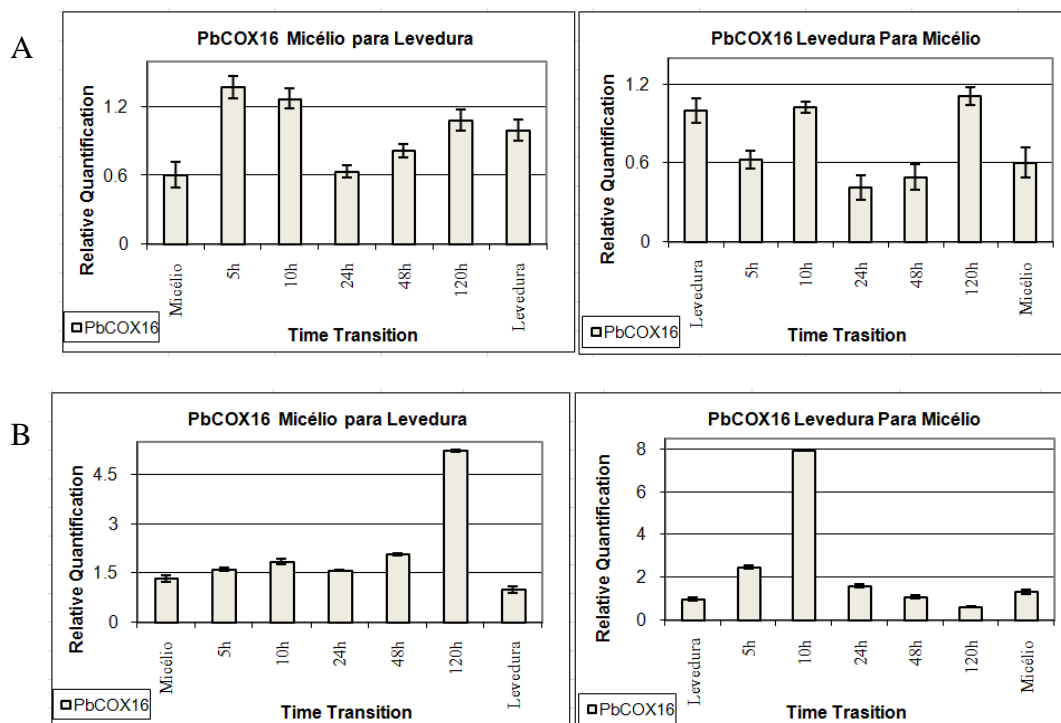 A
PbCOX16 Micélio para Levedura
Relative Quantification
1.2
0.6
0
Micélio
5h
10h
24h
48h
120h
Levedura
PbCOX16
Time Transition
PbCOX16 Levedura Para Micélio
Relative Quantification
1.2
0.6
0
Levedura
5h
10h
24h
48h
120h
Micélio
PbCOX16
Time Trasition
B
PbCOX16 Micélio para Levedura
Relative Quantification
4.5
3
1.5
0
Micélio
5h
10h
24h
48h
120h
Levedura
PbCOX16
Time Transition
PbCOX16 Levedura Para Micélio
Relative Quantification
8
6
4
2
0
Levedura
5h
10h
24h
48h
120h
Micélio
PbCOX16
Time Transition